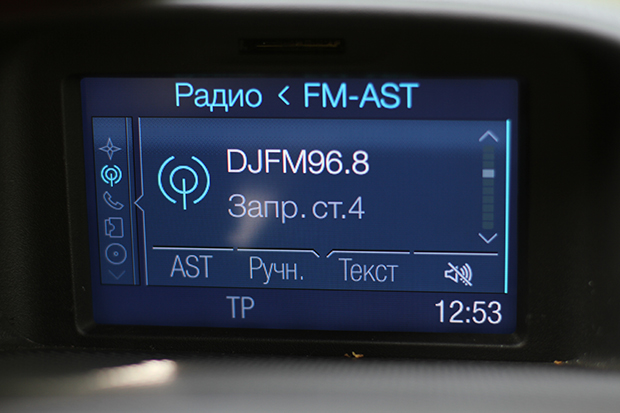 Радио < FM-AST
DJFM96.8
Запр. ст.4
AST Ручн. Текст
TP 12:53